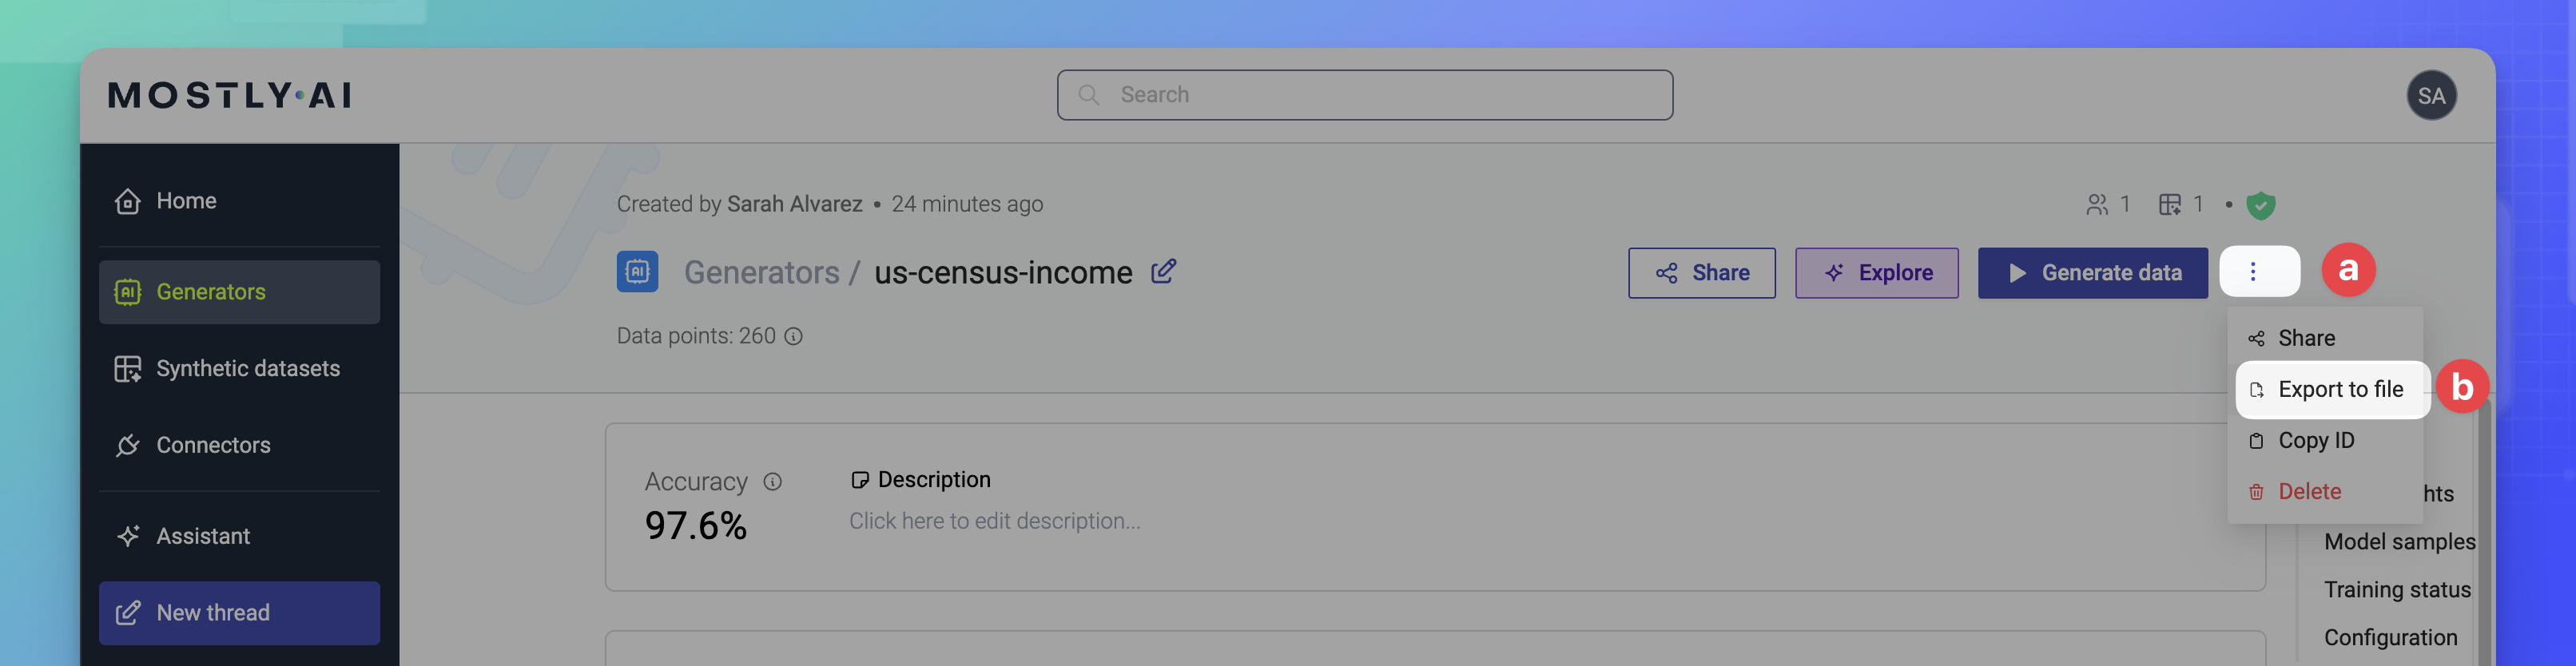 MOSTLY·AI
Search
SA
Home
Generators
Synthetic datasets
Connectors
Assistant
New thread
Created by Sarah Alvarez • 24 minutes ago
1 1 •
AI Generators / us-census-income
Share
Explore
Generate data
a
Data points: 260
Share
Export to file
b
Copy ID
Delete
hts
Model samples
Training status
Configuration
Accuracy
97.6%
Description
Click here to edit description...